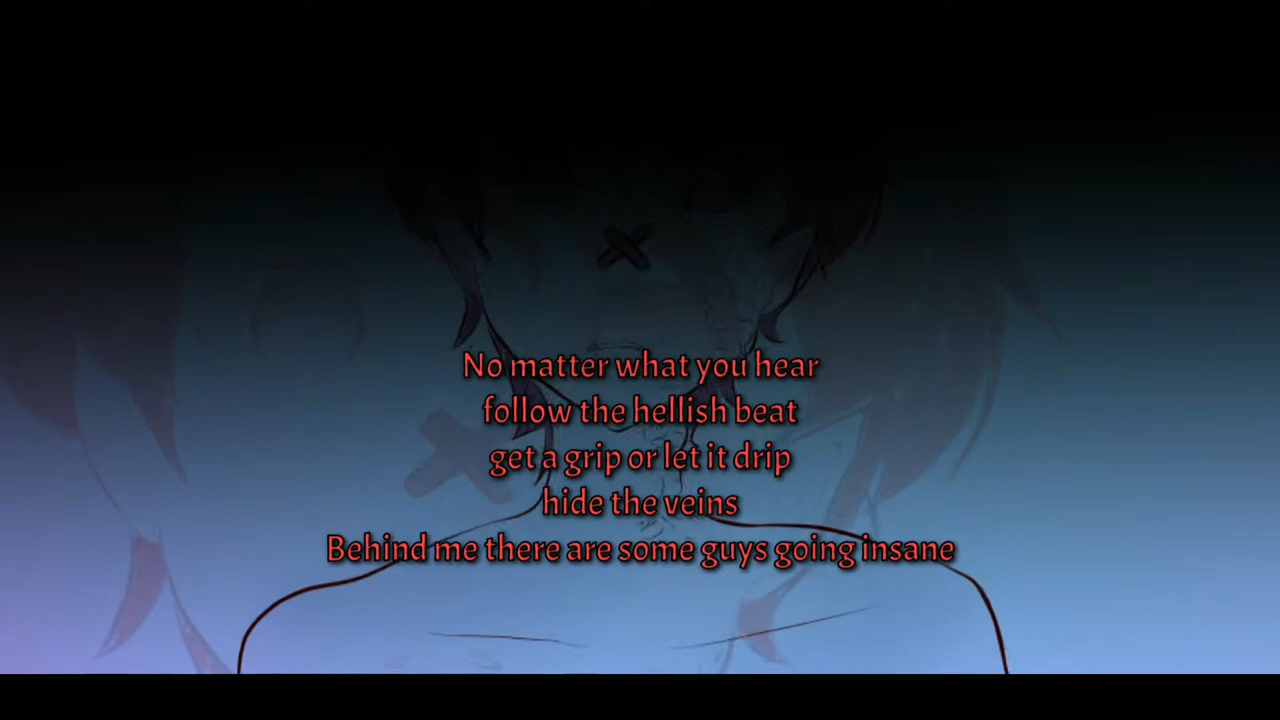 No matter what you hear
follow the hellish beat
get a grip or let it drip
hide the veins
Behind me there are some guys going insane